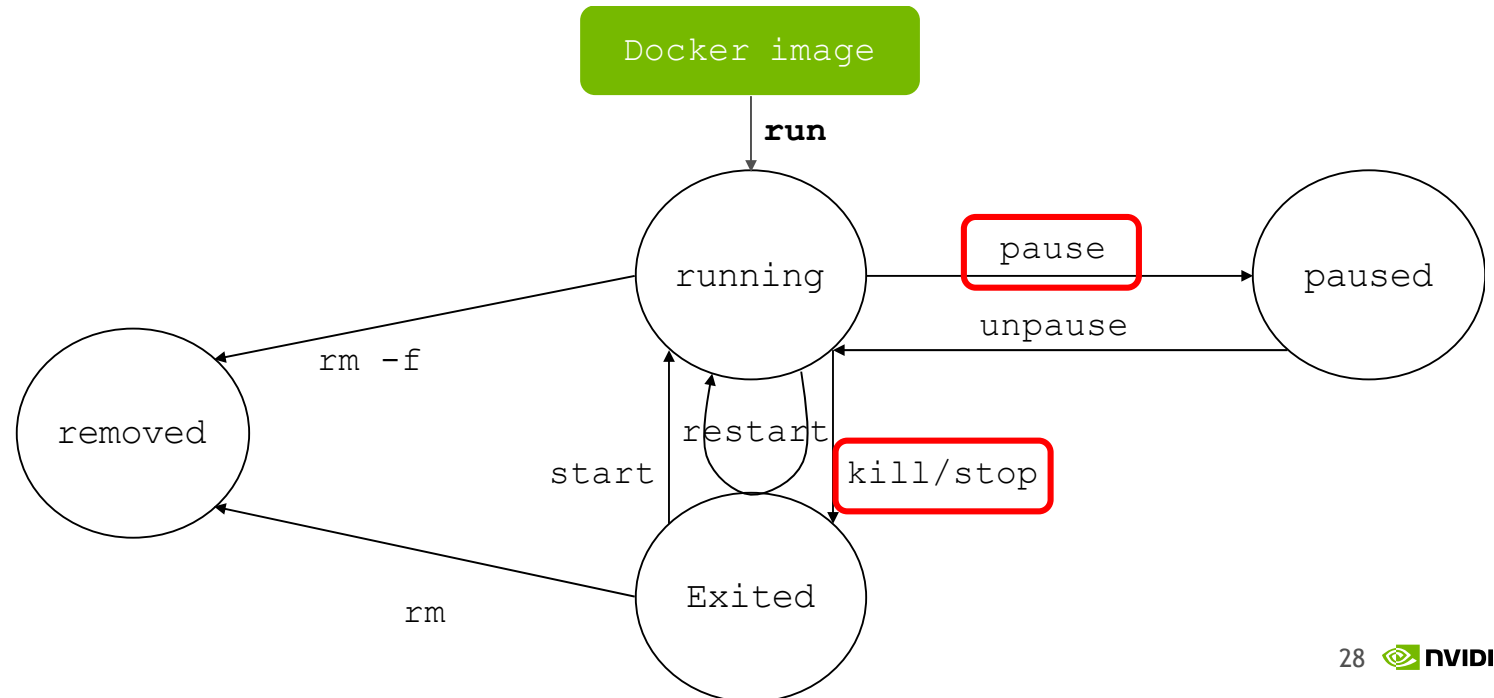 Docker image
run
pause
running
paused
unpause
rm -f
removed
restart
start
kill/stop
Exited
rm
28 NVIDI